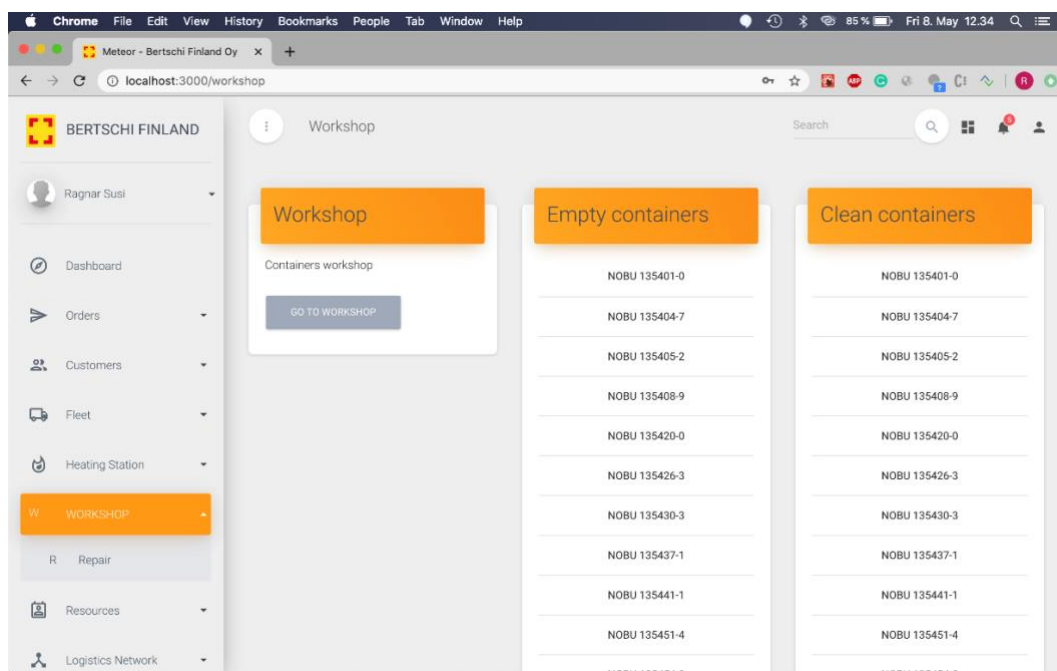 Chrome File Edit View History Bookmarks People Tab Window Help 85 % Fri 8. May 12.34
Meteor - Bertschi Finland Oy
localhost:3000/workshop
BERTSCHI FINLAND
Workshop
Search
Ragnar Susi
Dashboard
Orders
Customers
Fleet
Heating Station
W WORKSHOP
R Repair
Resources
Logistics Network
Workshop
Containers workshop
GO TO WORKSHOP
Empty containers
NOBU 135401-0
NOBU 135404-7
NOBU 135405-2
NOBU 135408-9
NOBU 135420-0
NOBU 135426-3
NOBU 135430-3
NOBU 135437-1
NOBU 135441-1
NOBU 135451-4
Clean containers
NOBU 135401-0
NOBU 135404-7
NOBU 135405-2
NOBU 135408-9
NOBU 135420-0
NOBU 135426-3
NOBU 135430-3
NOBU 135437-1
NOBU 135441-1
NOBU 135451-4